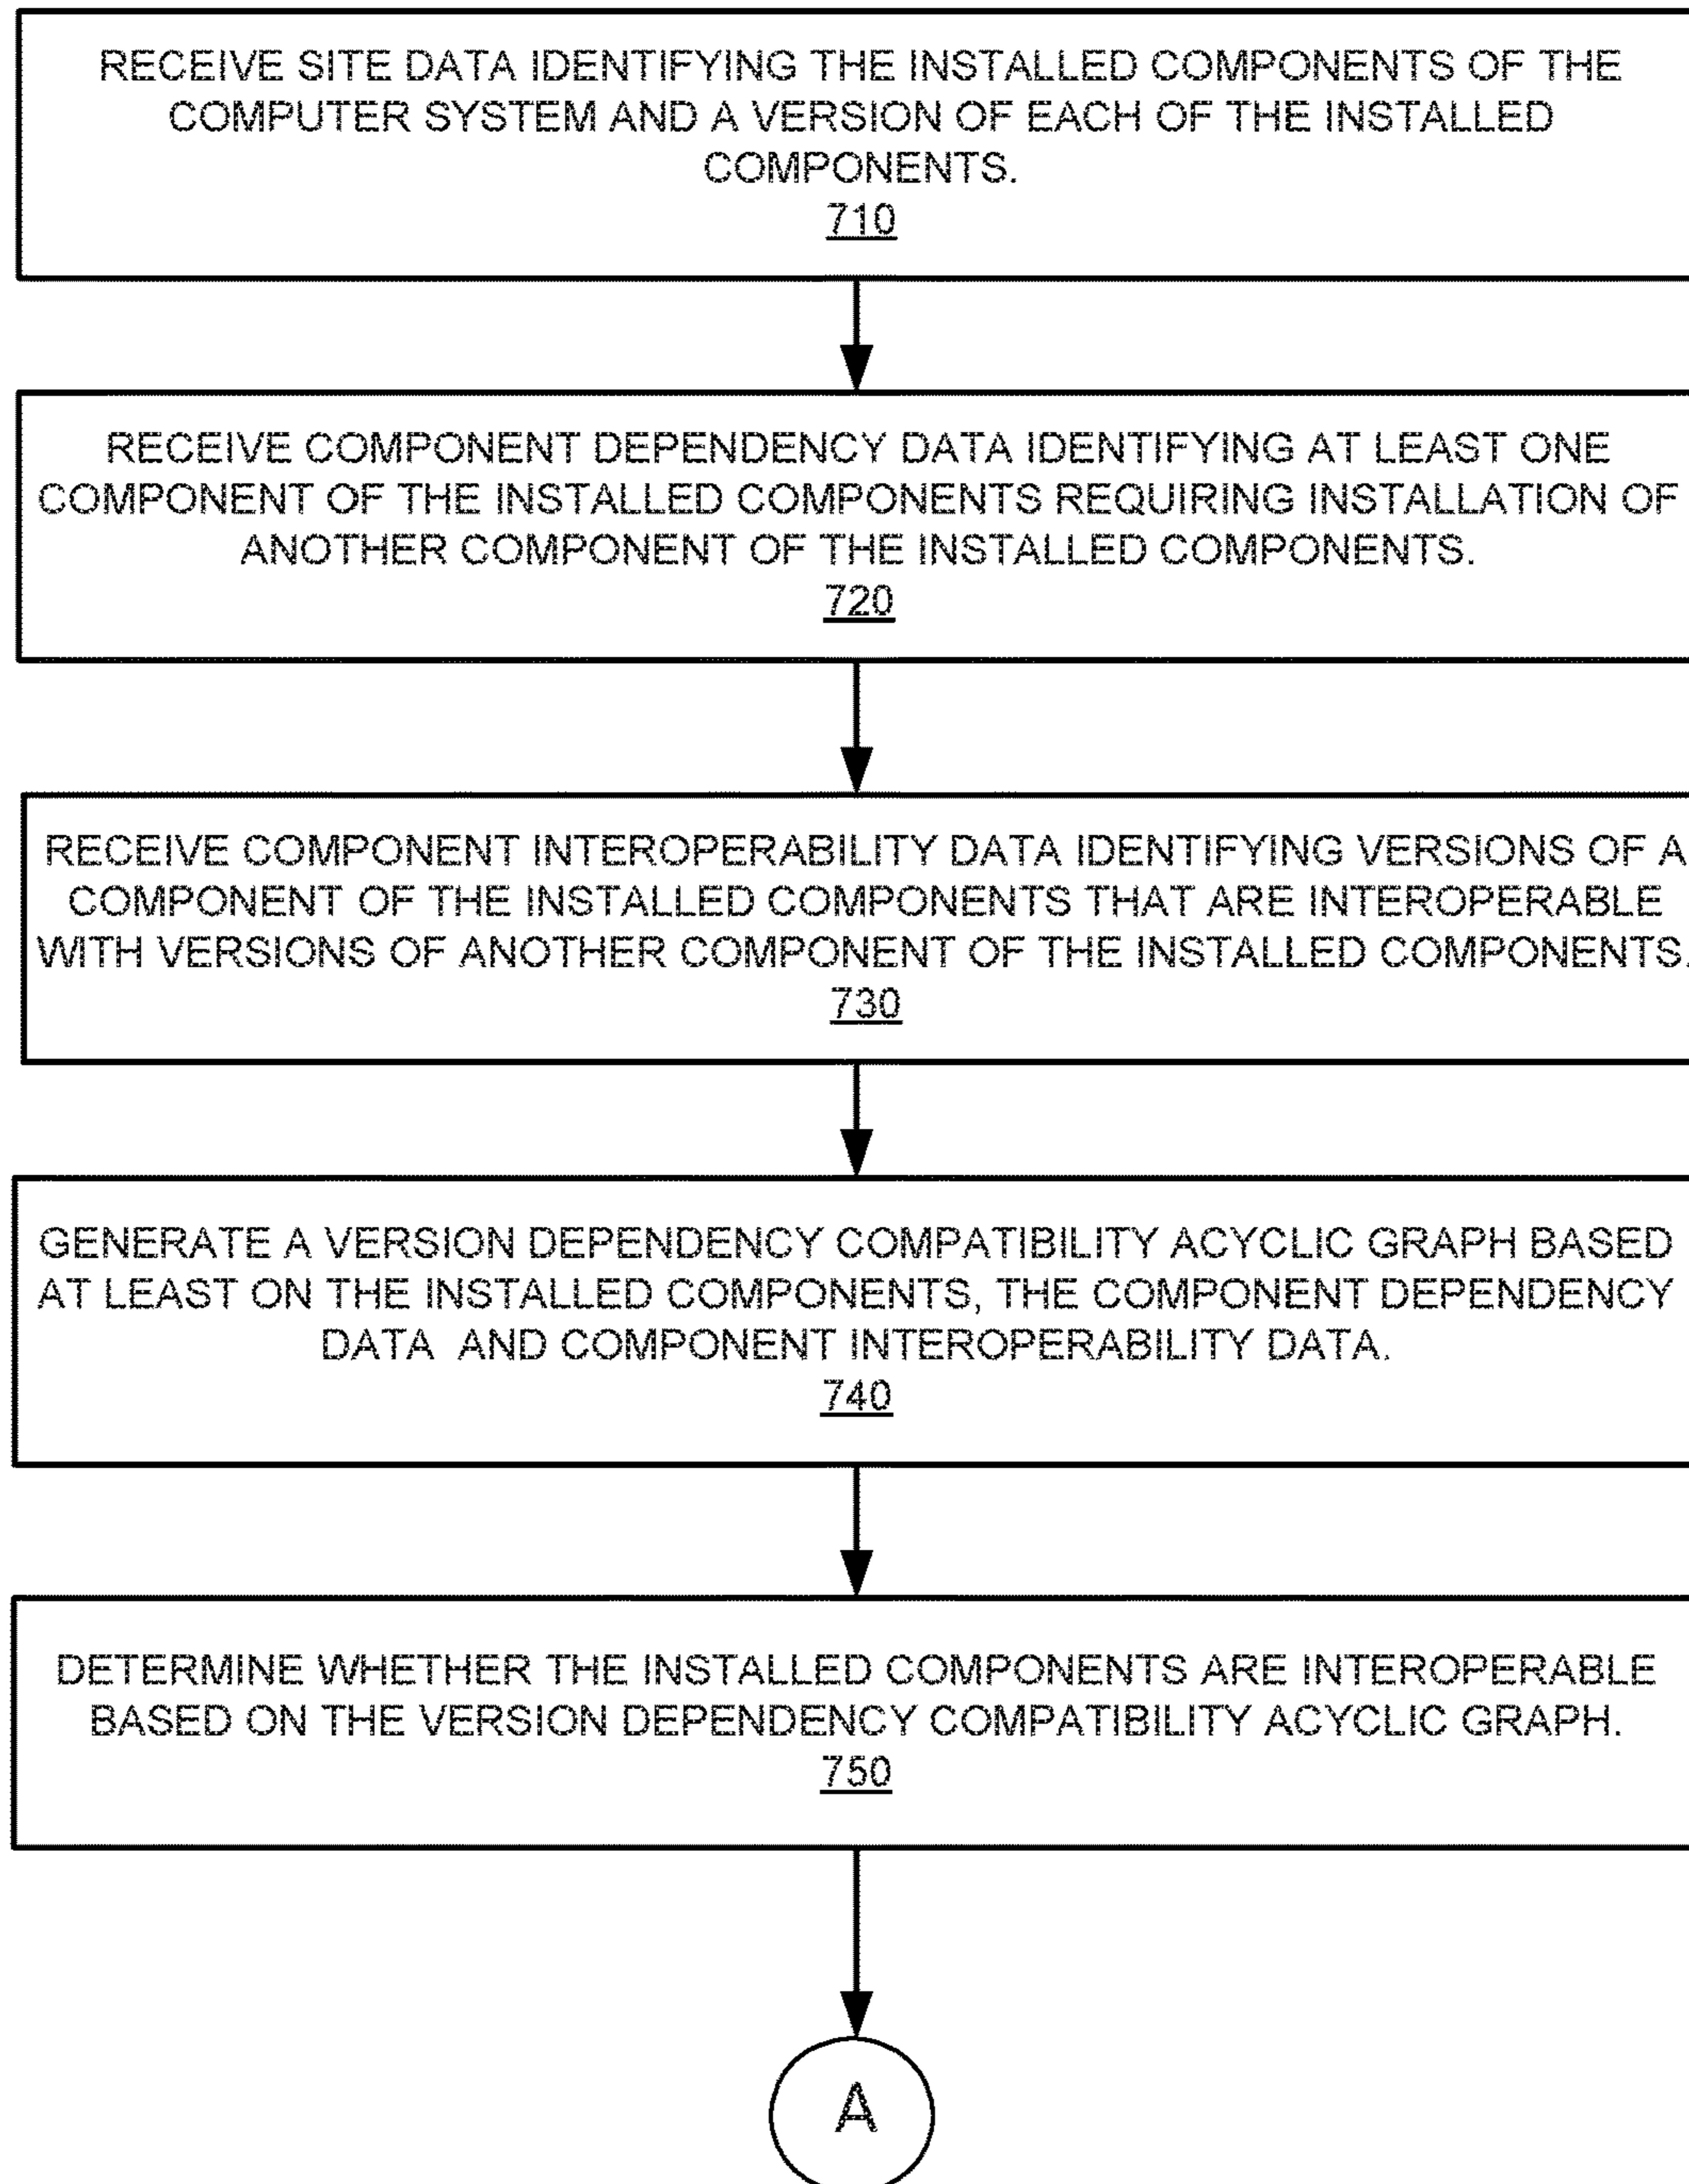 RECEIVE SITE DATA IDENTIFYING THE INSTALLED COMPONENTS OF THE
COMPUTER SYSTEM AND A VERSION OF EACH OF THE INSTALLED
COMPONENTS.
710
RECEIVE COMPONENT DEPENDENCY DATA IDENTIFYING AT LEAST ONE
COMPONENT OF THE INSTALLED COMPONENTS REQUIRING INSTALLATION OF
ANOTHER COMPONENT OF THE INSTALLED COMPONENTS.
720
RECEIVE COMPONENT INTEROPERABILITY DATA IDENTIFYING VERSIONS OF A
COMPONENT OF THE INSTALLED COMPONENTS THAT ARE INTEROPERABLE
WITH VERSIONS OF ANOTHER COMPONENT OF THE INSTALLED COMPONENTS.
730
GENERATE A VERSION DEPENDENCY COMPATIBILITY ACYCLIC GRAPH BASED
AT LEAST ON THE INSTALLED COMPONENTS, THE COMPONENT DEPENDENCY
DATA AND COMPONENT INTEROPERABILITY DATA.
740
DETERMINE WHETHER THE INSTALLED COMPONENTS ARE INTEROPERABLE
BASED ON THE VERSION DEPENDENCY COMPATIBILITY ACYCLIC GRAPH.
750
A